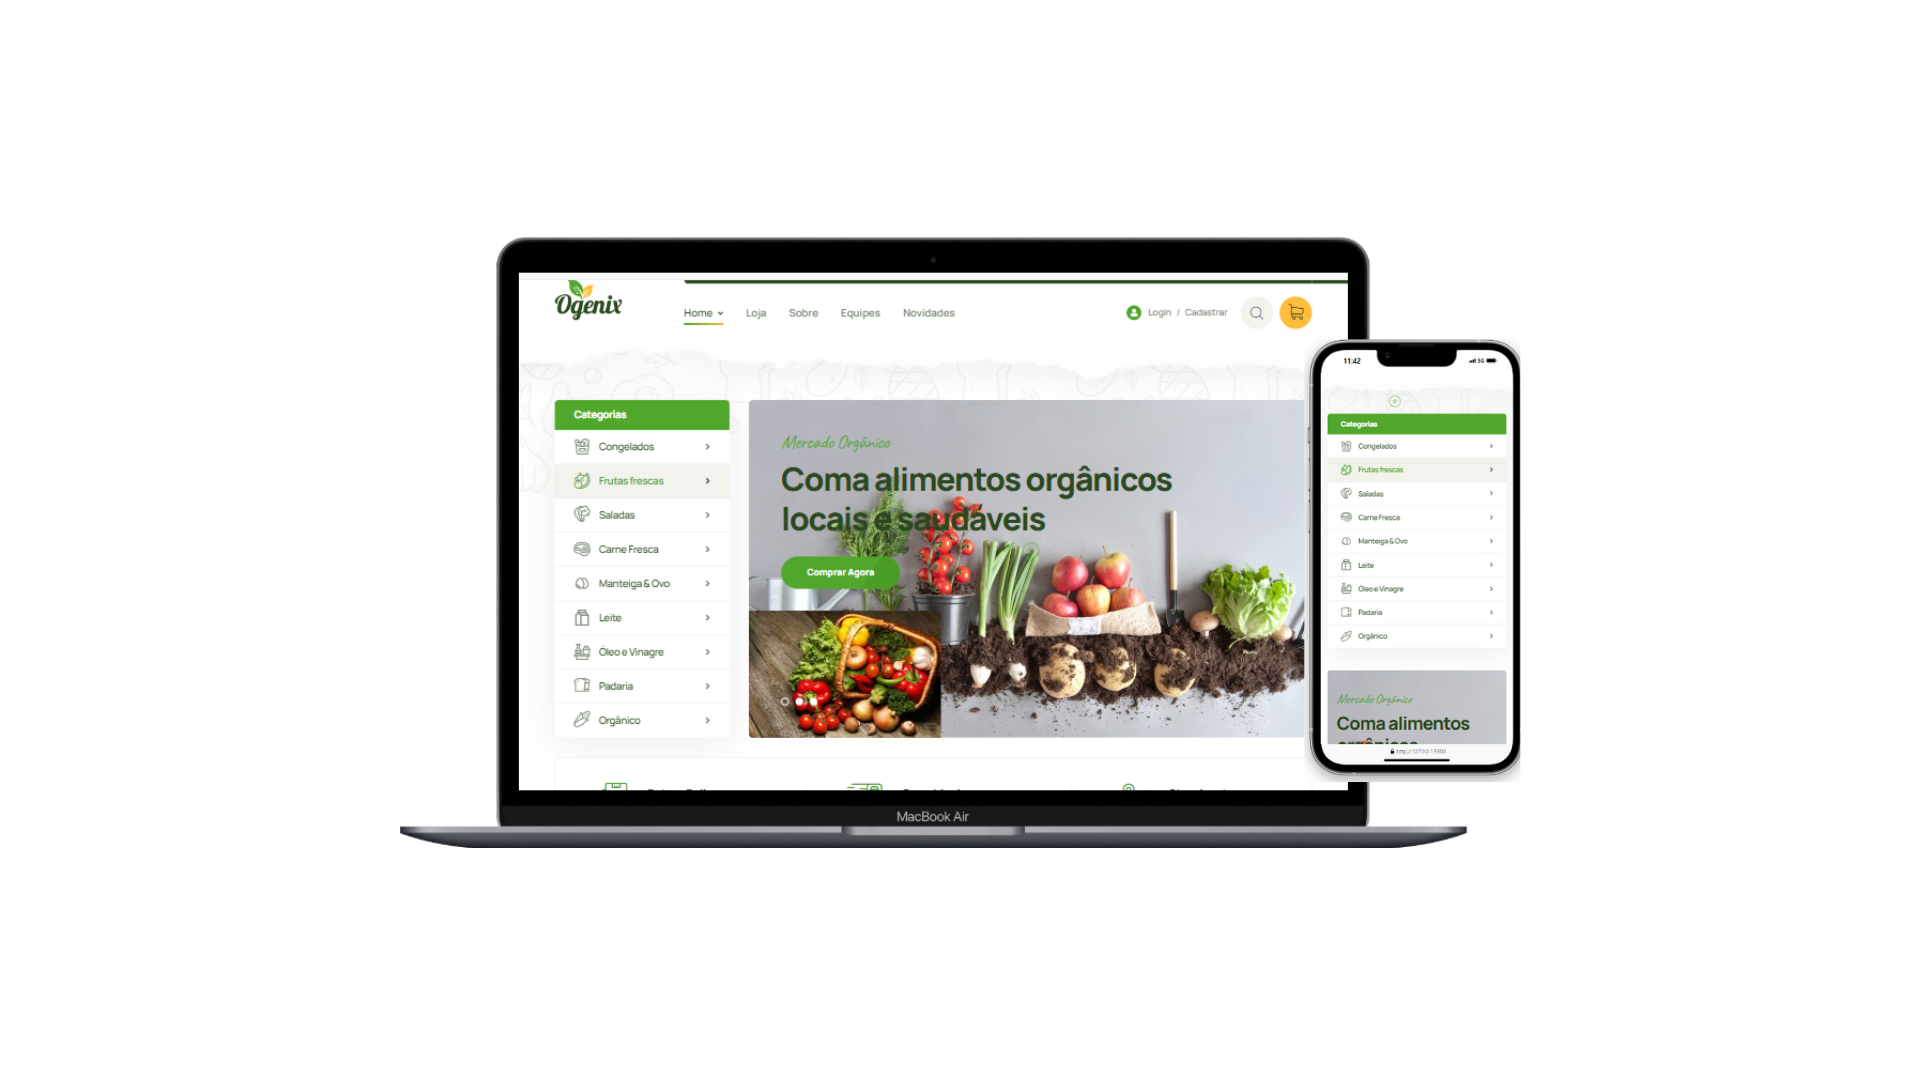 Ogenix
Home Loja Sobre Equipes Novidades
Login / Cadastrar
Categorias
Congelados
Frutas frescas
Saladas
Carne Fresca
Manteiga & Ovo
Leite
Óleo e Vinagre
Padaria
Orgânico
Mercado Orgânico
Coma alimentos orgânicos
locais e saudáveis
Comprar Agora
MacBook Air
11:42
5G
Categorias
Congelados
Frutas frescas
Saladas
Carne Fresca
Manteiga & Ovo
Leite
Óleo e Vinagre
Padaria
Orgânico
Mercado Orgânico
Coma alimentos
orgânicos